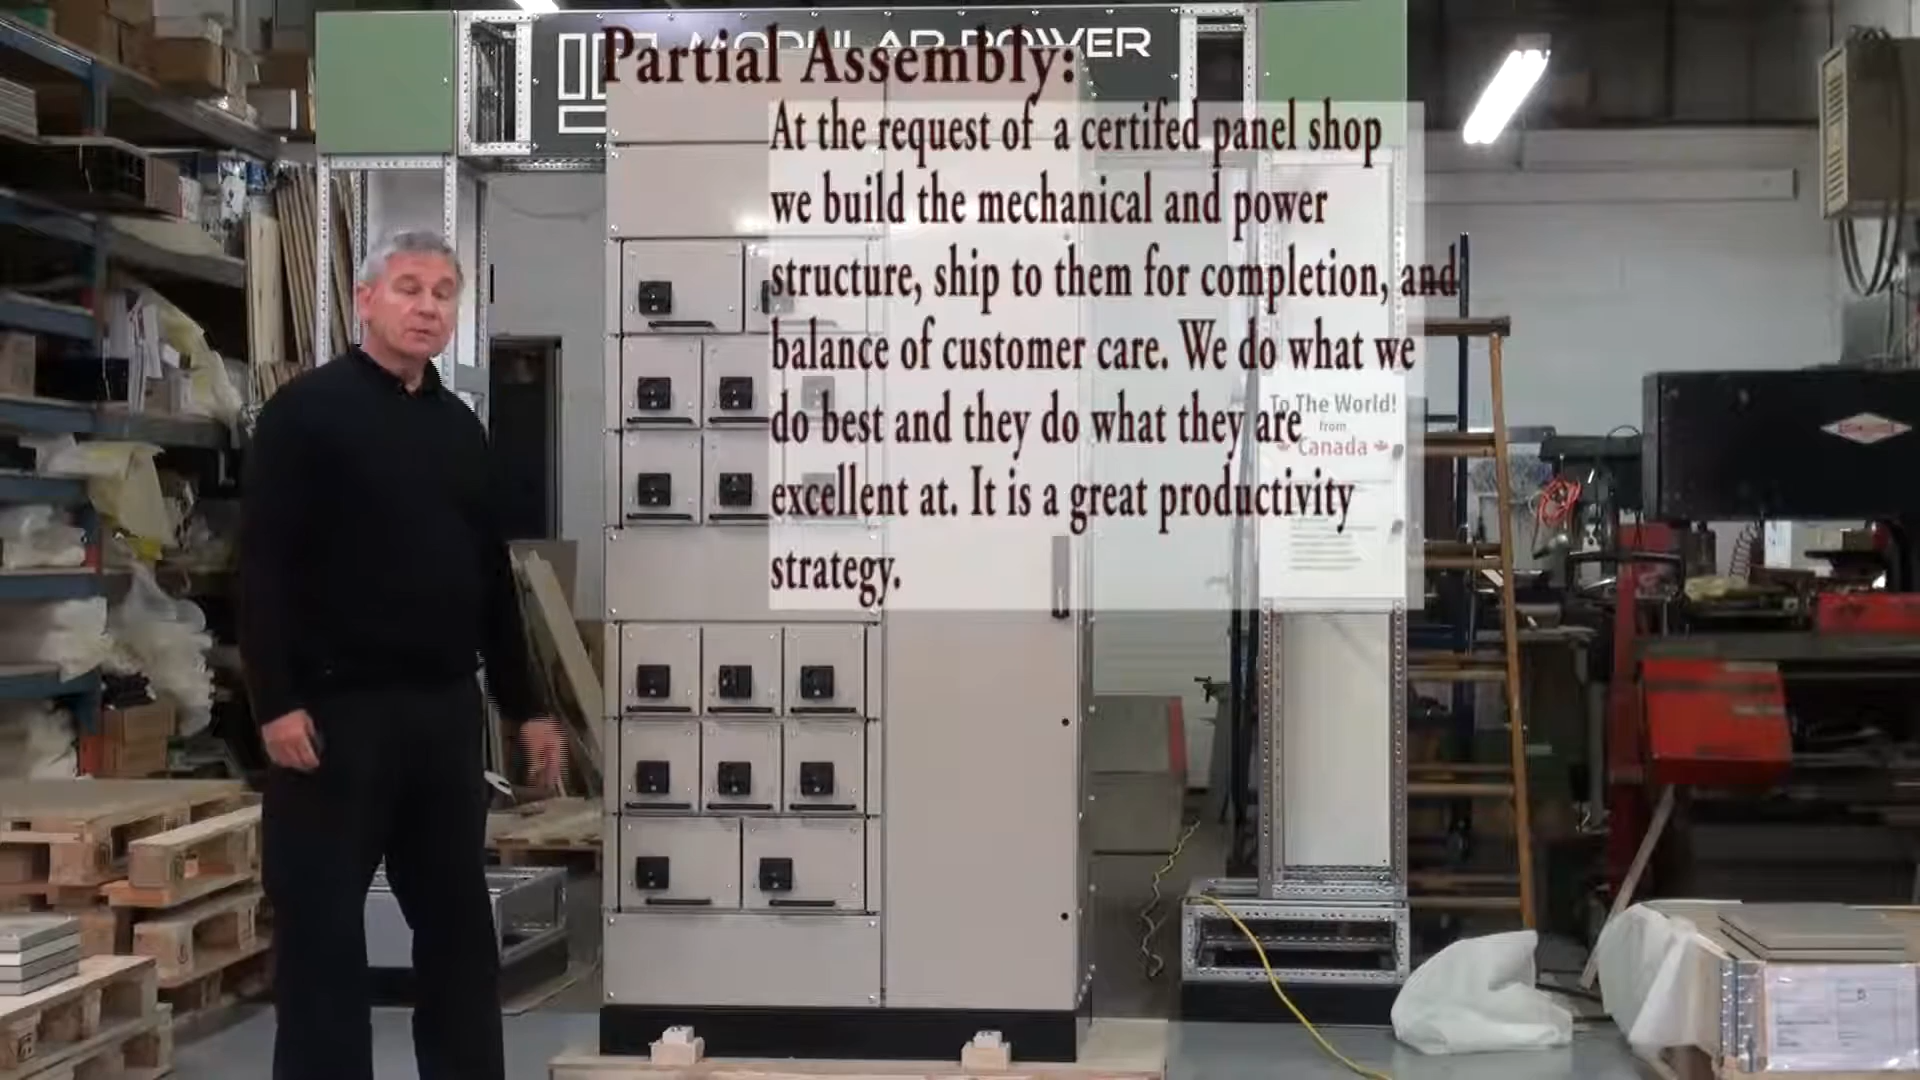 MODULAR POWER
Partial Assembly:
At the request of a certifed panel shop
we build the mechanical and power
structure, ship to them for completion, and
balance of customer care. We do what we
do best and they do what they are
excellent at. It is a great productivity
strategy.
To The World!
from
Canada